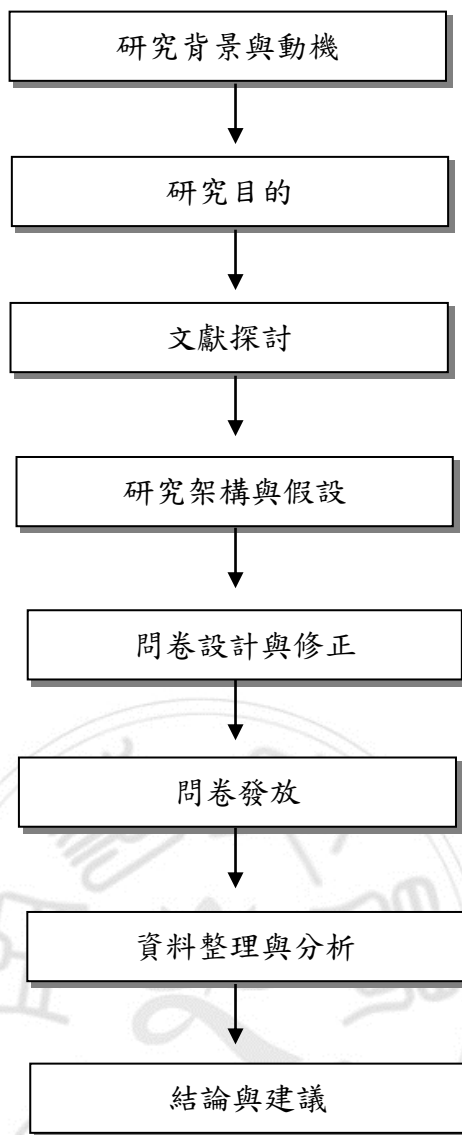 研究背景與動機
研究目的
文獻探討
研究架構與假設
問卷設計與修正
問卷發放
資料整理與分析
結論與建議